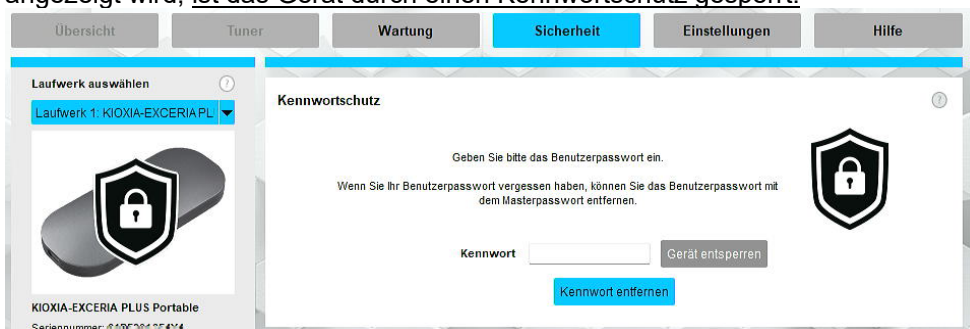 angezeigt wird, ist das Gerät durch einen Kennwortschutz gesperrt.
Übersicht
Tuner
Wartung
Sicherheit
Einstellungen
Hilfe
Laufwerk auswählen
?
Laufwerk 1: KIOXIA-EXCERIA PL
KIOXIA-EXCERIA PLUS Portable
Seriennummer:
Kennwortschutz
?
Geben Sie bitte das Benutzerpasswort ein.
Wenn Sie Ihr Benutzerpasswort vergessen haben, können Sie das Benutzerpasswort mit
dem Masterpasswort entfernen.
Kennwort
Gerät entsperren
Kennwort entfernen